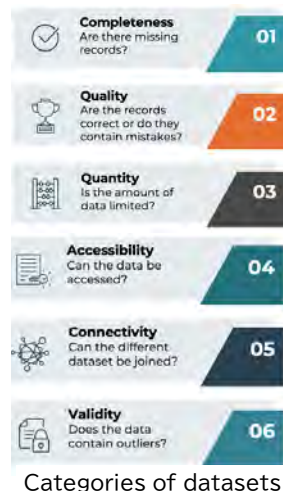 Completeness
Are there missing
records?
01
Quality
Are the records
correct or do they
contain mistakes?
02
Quantity
Is the amount of
data limited?
03
Accessibility
Can the data be
accessed?
04
Connectivity
Can the different
dataset be joined?
05
Validity
Does the data
contain outliers?
06
Categories of datasets